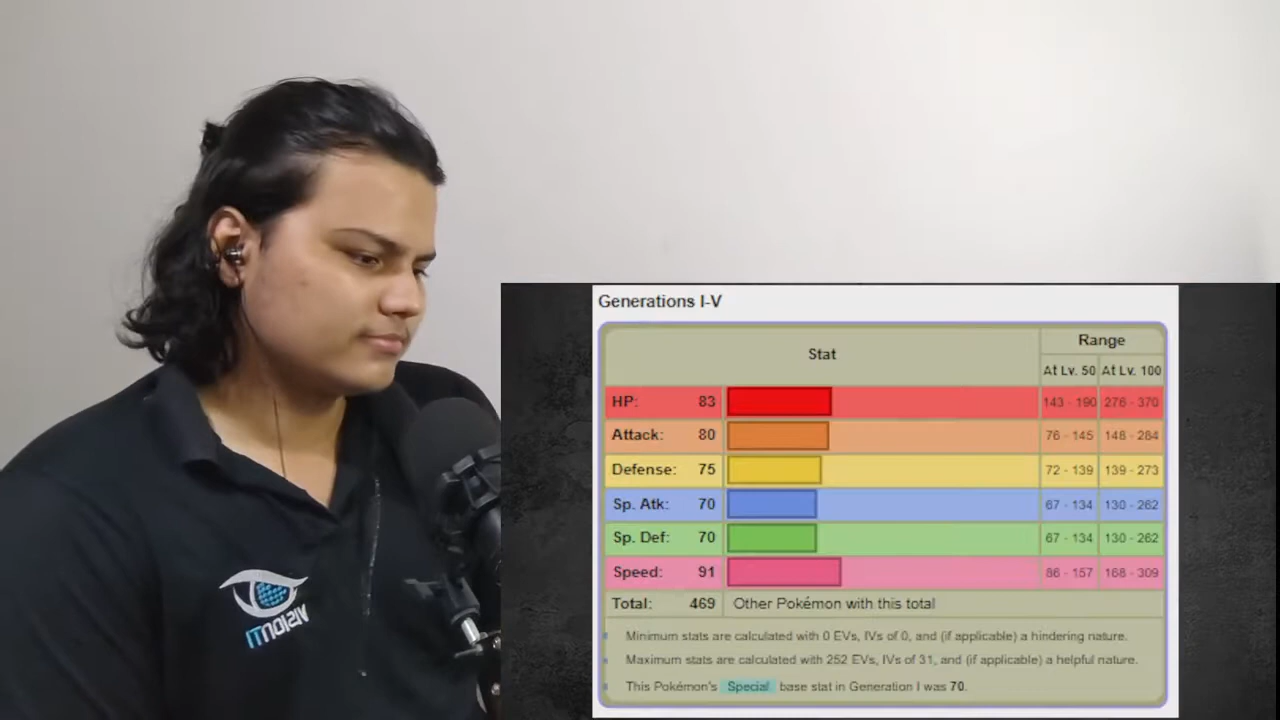 Generations I-V
Stat
Range
At Lv. 50 At Lv. 100
HP: 83 143 - 190 276 - 370
Attack: 80 76 - 145 148 - 284
Defense: 75 72 - 139 139 - 273
Sp. Atk: 70 67 - 134 130 - 262
Sp. Def: 70 67 - 134 130 - 262
Speed: 91 86 - 157 168 - 309
Total: 469 Other Pokémon with this total
Minimum stats are calculated with 0 EVs, IVs of 0, and (if applicable) a hindering nature.
Maximum stats are calculated with 252 EVs, IVs of 31, and (if applicable) a helpful nature.
This Pokémon's Special base stat in Generation I was 70.
VISIONTI